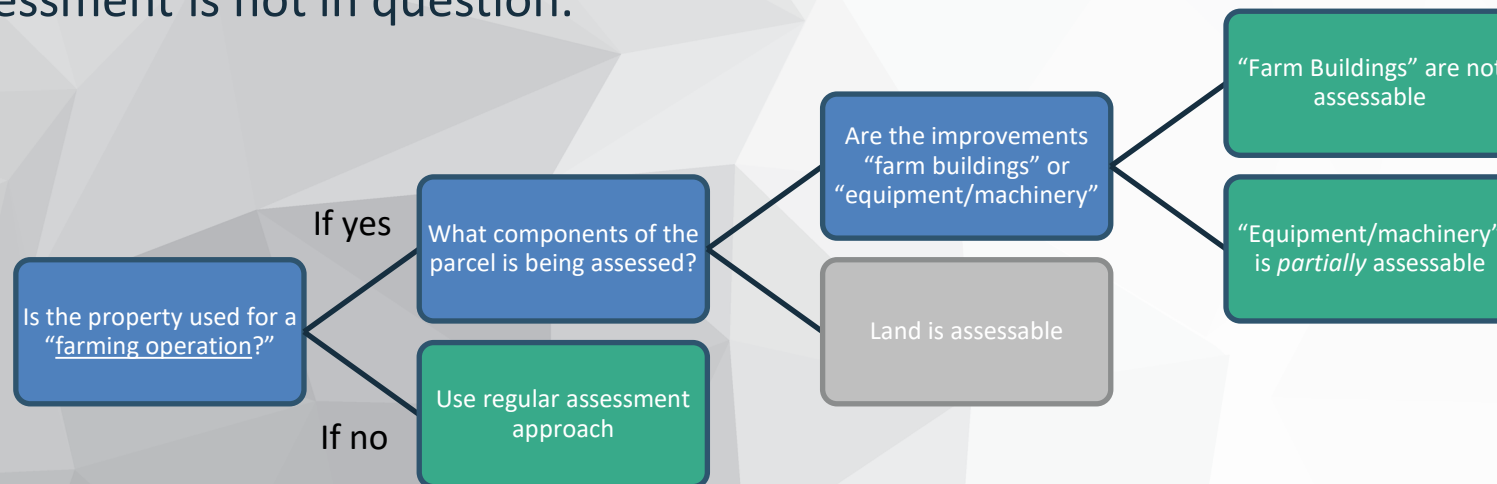 essment is not in question.
Is the property used for a
“farming operation?”
If yes
If no
What components of the
parcel is being assessed?
Use regular assessment
approach
Are the improvements
“farm buildings” or
“equipment/machinery”
Land is assessable
“Farm Buildings” are not
assessable
“Equipment/machinery”
is partially assessable